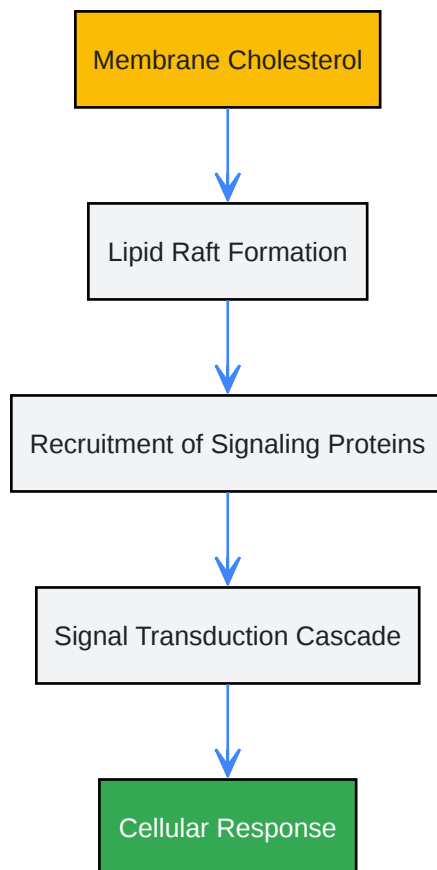 Membrane Cholesterol
Lipid Raft Formation
Recruitment of Signaling Proteins
Signal Transduction Cascade
Cellular Response